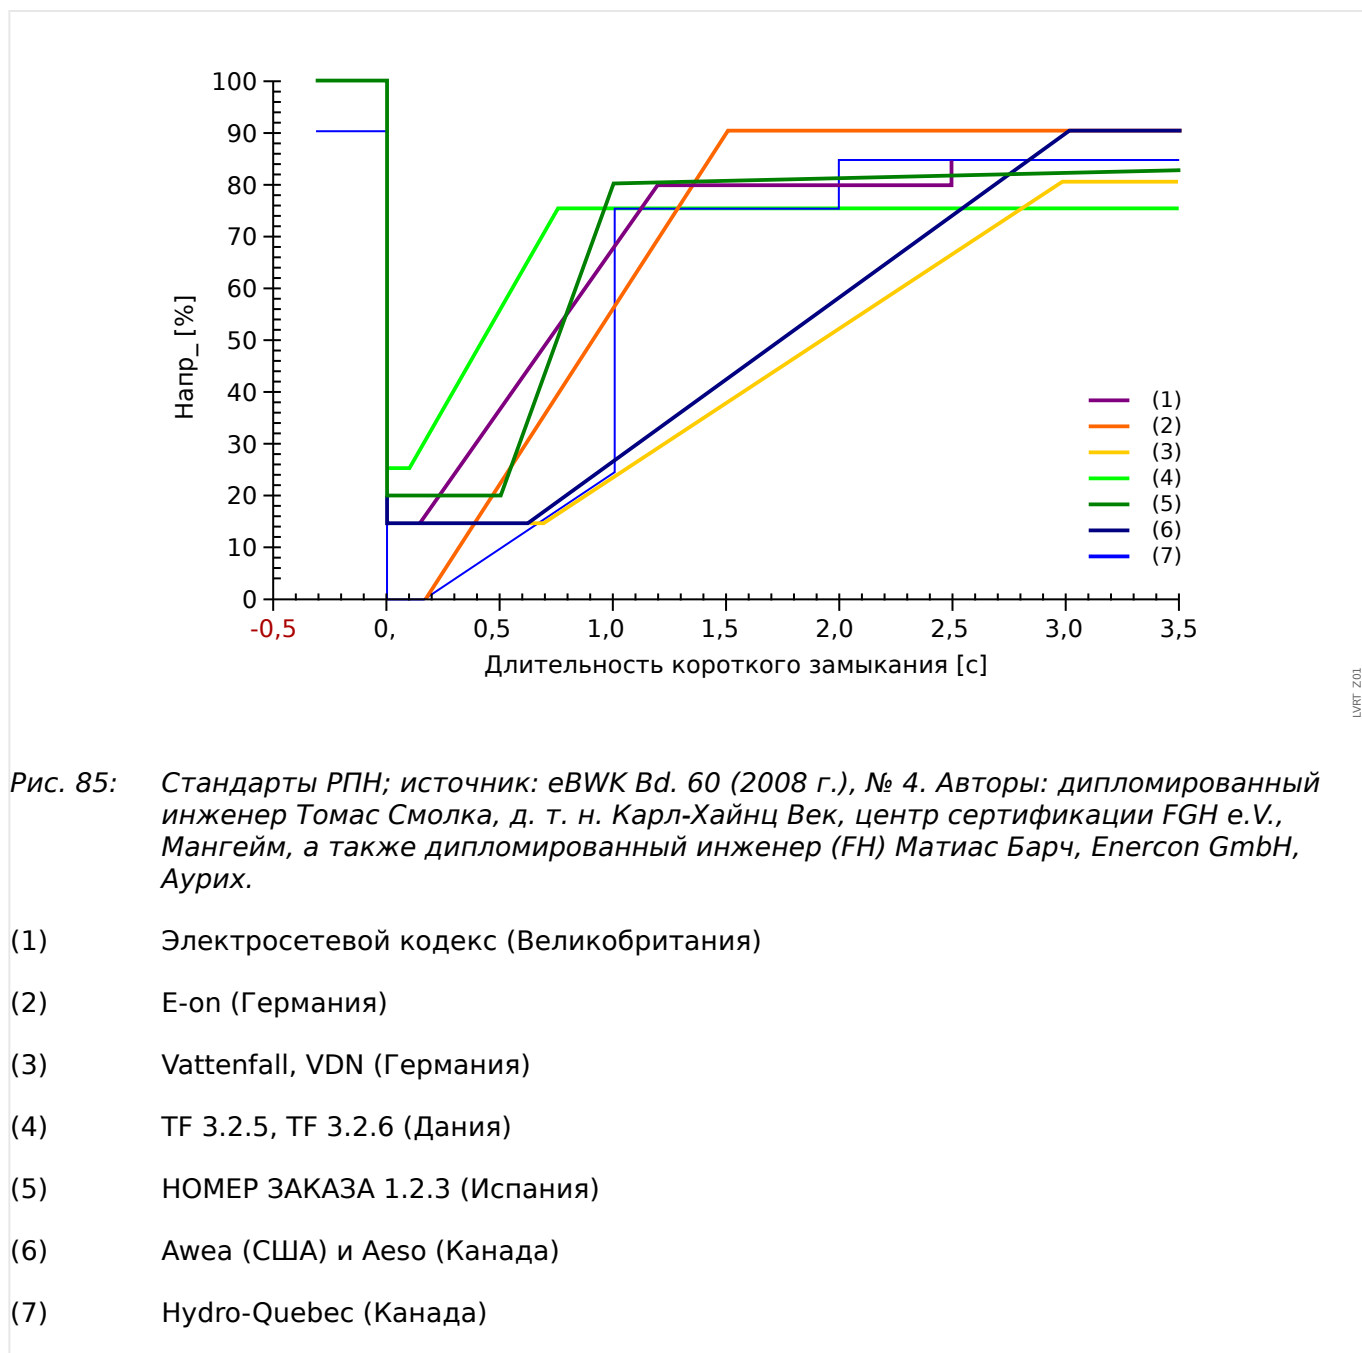 100
90
80
70
60
50
40
30
20
10
0
Напр_ [%]
-0,5 0, 0,5 1,0 1,5 2,0 2,5 3,0 3,5
Длительность короткого замыкания [с]
(1)
(2)
(3)
(4)
(5)
(6)
(7)
LVRT_Z01
Рис. 85: Стандарты РПН; источник: eBWK Bd. 60 (2008 г.), № 4. Авторы: дипломированный
инженер Томас Смолка, д. т. н. Карл-Хайнц Век, центр сертификации FGH e.V.,
Мангейм, а также дипломированный инженер (FH) Матиас Барч, Enercon GmbH,
Аурих.
(1) Электросетевой кодекс (Великобритания)
(2) E-on (Германия)
(3) Vattenfall, VDN (Германия)
(4) TF 3.2.5, TF 3.2.6 (Дания)
(5) НОМЕР ЗАКАЗА 1.2.3 (Испания)
(6) Awea (США) и Aeso (Канада)
(7) Hydro-Quebec (Канада)